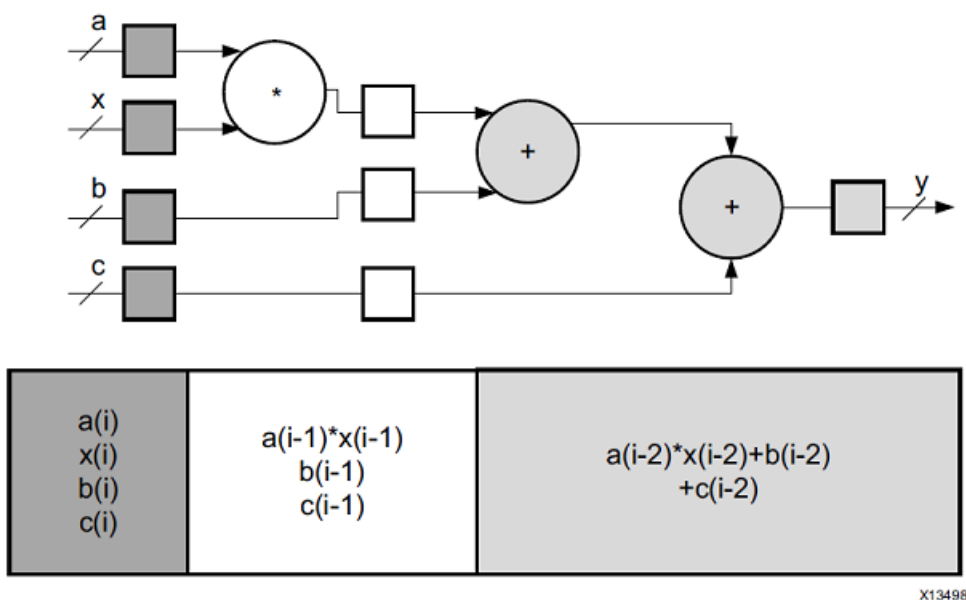 a
x
*
b
+
+
y
c
a(i)
x(i)
b(i)
c(i)
a(i-1)*x(i-1)
b(i-1)
c(i-1)
a(i-2)*x(i-2)+b(i-2)
+c(i-2)
X13498